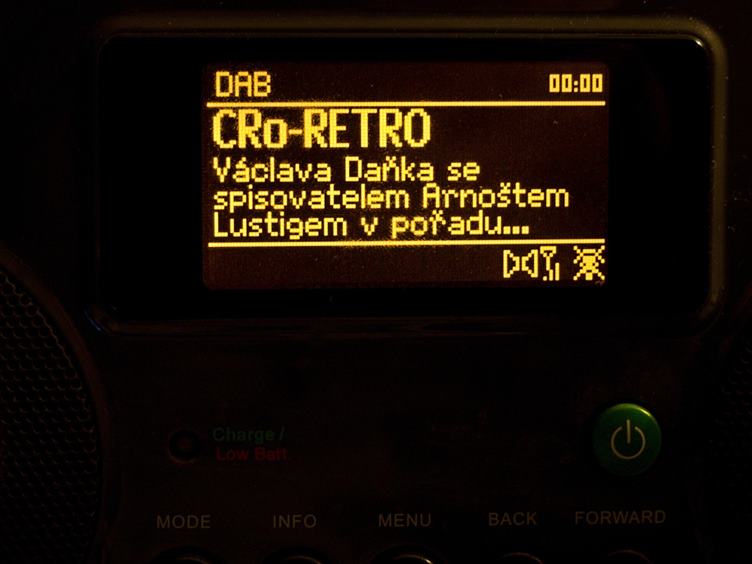 DAB 00:00
CRo-RETRO
Václava Daňka se
spisovatelem Arnoštem
Lustigem v pořadu...
Charge /
Low Batt
MODE INFO MENU BACK FORWARD